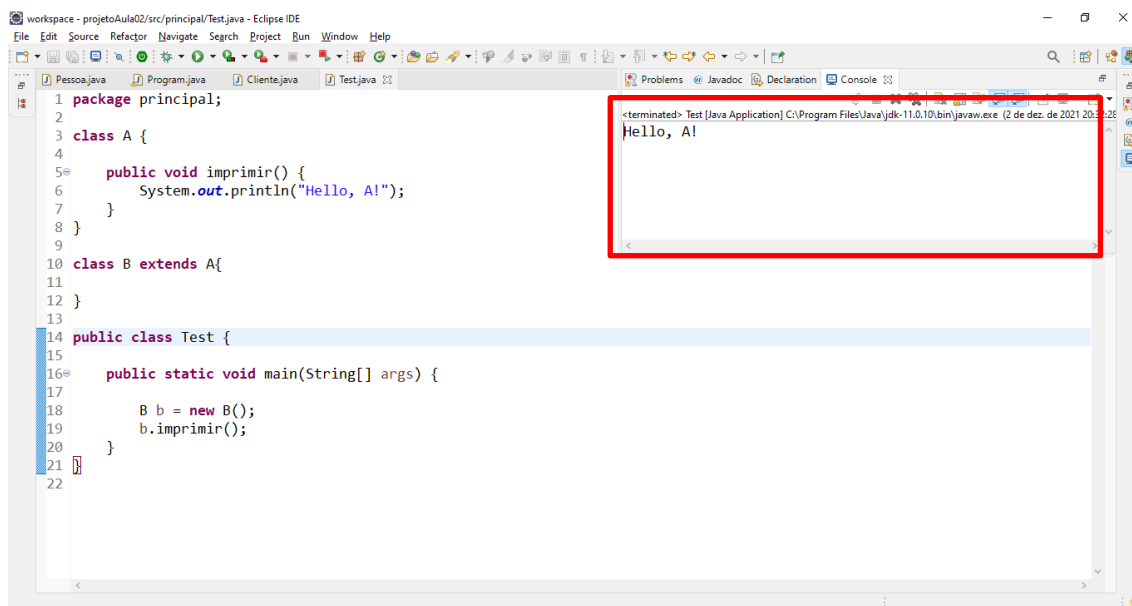 workspace - projetoAula02/src/principal/Test.java - Eclipse IDE
File Edit Source Refactor Navigate Search Project Run Window Help
Pessoa.java Program.java Cliente.java Test.java
1 package principal;
2
3 class A {
4
5 public void imprimir() {
6 System.out.println("Hello, A!");
7 }
8 }
9
10 class B extends A{
11
12 }
13
14 public class Test {
15
16 public static void main(String[] args) {
17
18 B b = new B();
19 b.imprimir();
20 }
21 }
22
Problems @ Javadoc Declaration Console
<terminated> Test [Java Application] C:\Program Files\Java\jdk-11.0.10\bin\javaw.exe (2 de dez. de 2021 20:32:28
Hello, A!